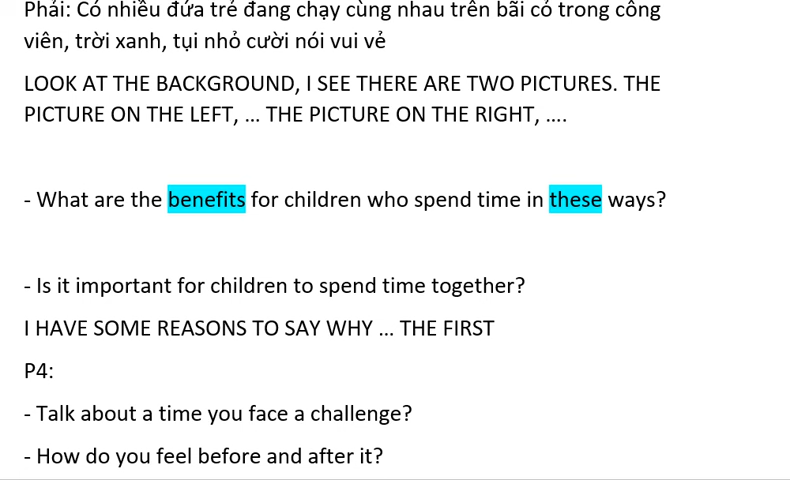 Phải: Có nhiều đứa trẻ đang chạy cùng nhau trên bãi cỏ trong công
viên, trời xanh, tụi nhỏ cười nói vui vẻ
LOOK AT THE BACKGROUND, I SEE THERE ARE TWO PICTURES. THE
PICTURE ON THE LEFT, ... THE PICTURE ON THE RIGHT, ....
- What are the benefits for children who spend time in these ways?
- Is it important for children to spend time together?
I HAVE SOME REASONS TO SAY WHY ... THE FIRST
P4:
- Talk about a time you face a challenge?
- How do you feel before and after it?